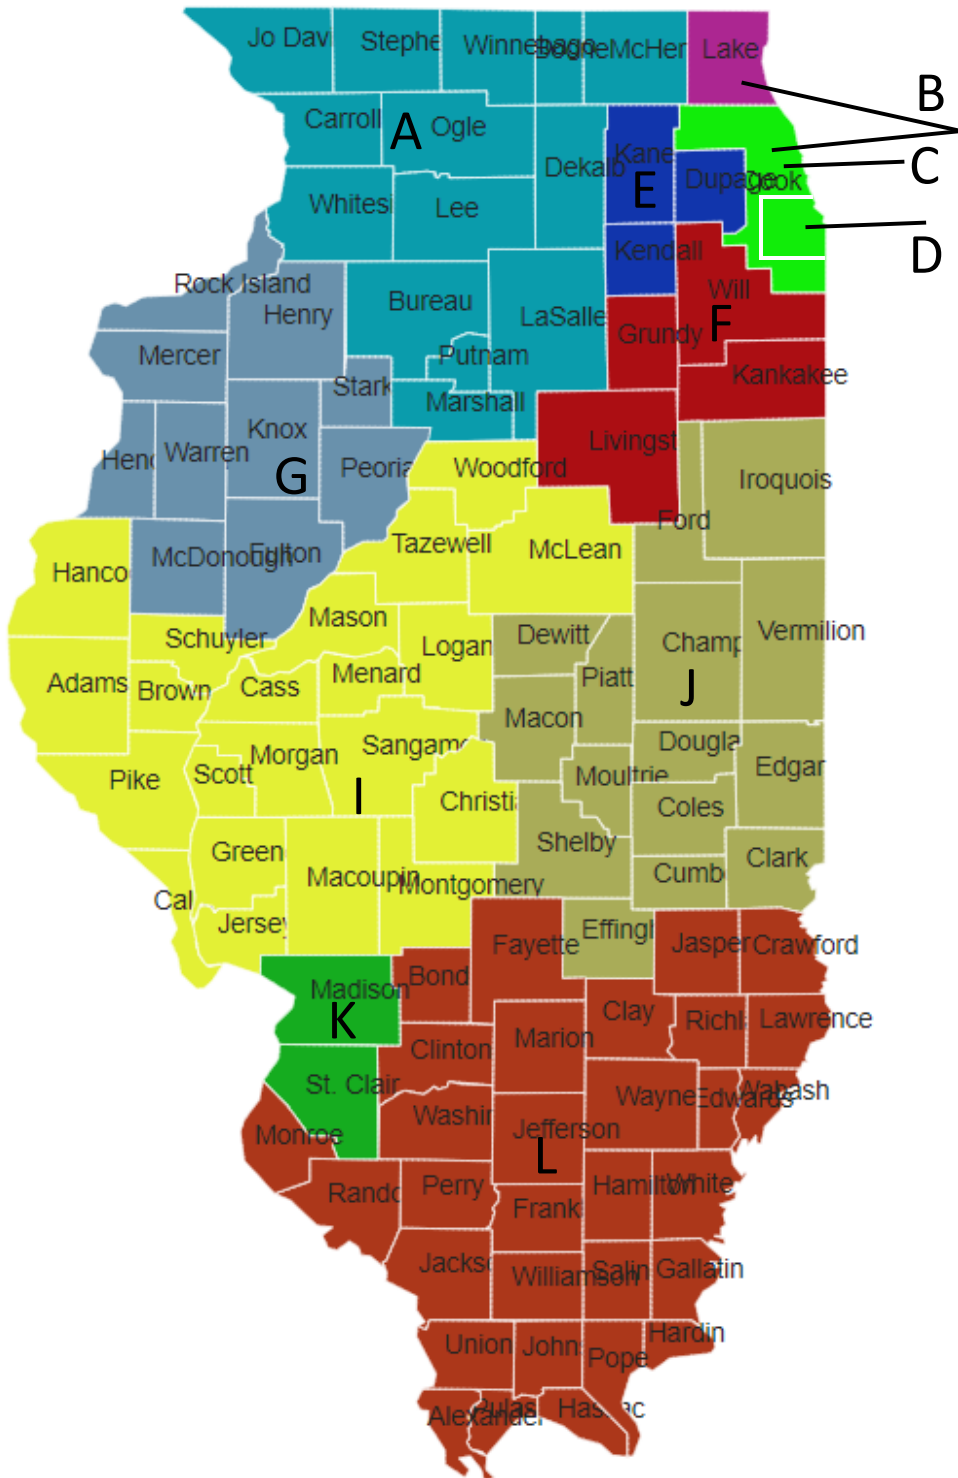 Jo Dav
Stephe
Winnebago
Boone
McHer
Lake
B
Carroll
A
Ogle
Dekalb
Kane
E
Dupage
Cook
C
Whitesi
Lee
D
Kendall
Rock Island
Henry
Bureau
LaSalle
Will
F
Grundy
Mercer
Putnam
Stark
Marshall
Kankakee
Henc
Warren
Knox
G
Peoria
Woodford
Livingst
Iroquois
Ford
Hanco
McDonough
Fulton
Tazewell
McLean
Schuyler
Mason
Logan
Dewitt
Champ
Vermilion
Adams
Brown
Cass
Menard
Piatt
J
Macon
Pike
Scott
Morgan
Sangamo
I
Christi
Moultrie
Dougla
Edgar
Coles
Green
Macoupin
Montgomery
Shelby
Cumb
Clark
Cal
Jersey
Fayette
Effingh
Jasper
Crawford
Madison
K
Bond
Clay
Richl
Lawrence
Marion
Clinton
St. Clair
Washin
Wayne
Edwards
Wabash
Monroe
Jefferson
L
Rando
Perry
Frank
Hamilton
White
Jackso
Williamson
Salin
Gallatin
Union
John
Pope
Hardin
Alexander
Pulas